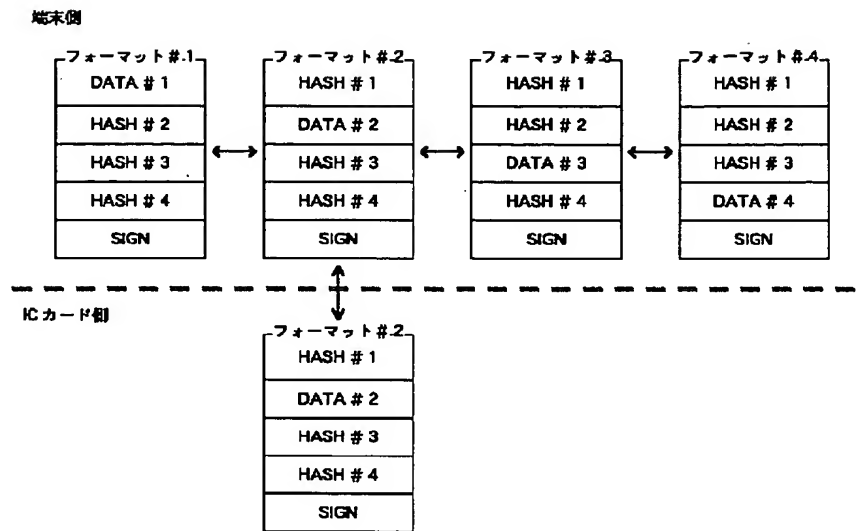 端末側
フォーマット#.1
DATA # 1
HASH # 2
HASH # 3
HASH # 4
SIGN
フォーマット#.2
HASH # 1
DATA # 2
HASH # 3
HASH # 4
SIGN
フォーマット#.3
HASH # 1
HASH # 2
DATA # 3
HASH # 4
SIGN
フォーマット#.4
HASH # 1
HASH # 2
HASH # 3
DATA # 4
SIGN
ICカード側
フォーマット#.2
HASH # 1
DATA # 2
HASH # 3
HASH # 4
SIGN